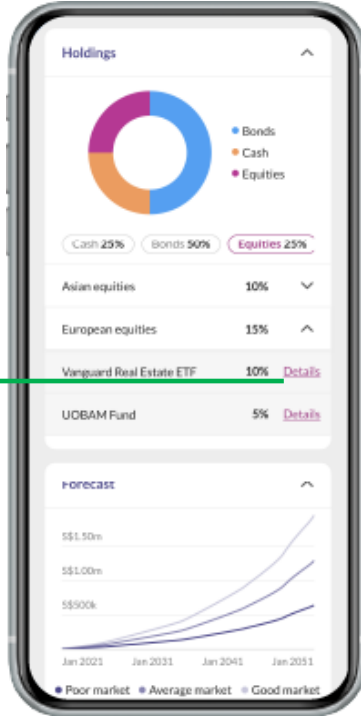 Holdings
Bonds
Cash
Equities
Cash 25% Bonds 50% Equities 25%
Asian equities 10%
European equities 15%
Vanguard Real Estate ETF 10% Details
UOBAM Fund 5% Details
Forecast
S$1.50m
S$1.00m
S$500k
Jan 2021 Jan 2031 Jan 2041 Jan 2051
Poor market Average market Good market